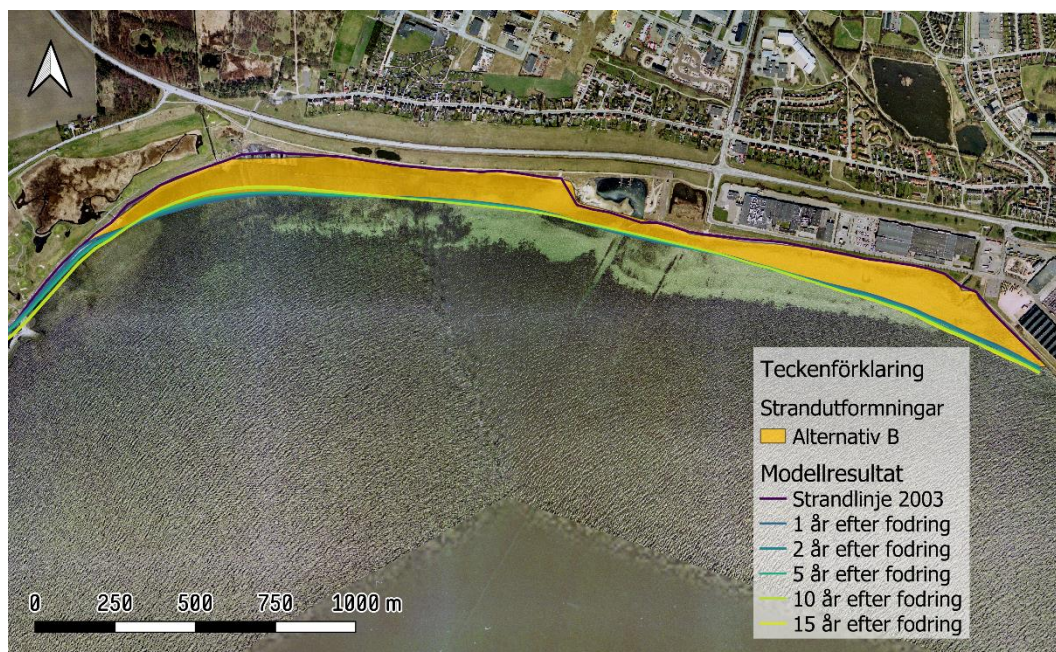 Teckenförklaring
Strandutformningar
Alternativ B
Modellresultat
Strandlinje 2003
1 år efter fodring
2 år efter fodring
5 år efter fodring
10 år efter fodring
15 år efter fodring
0 250 500 750 1000 m